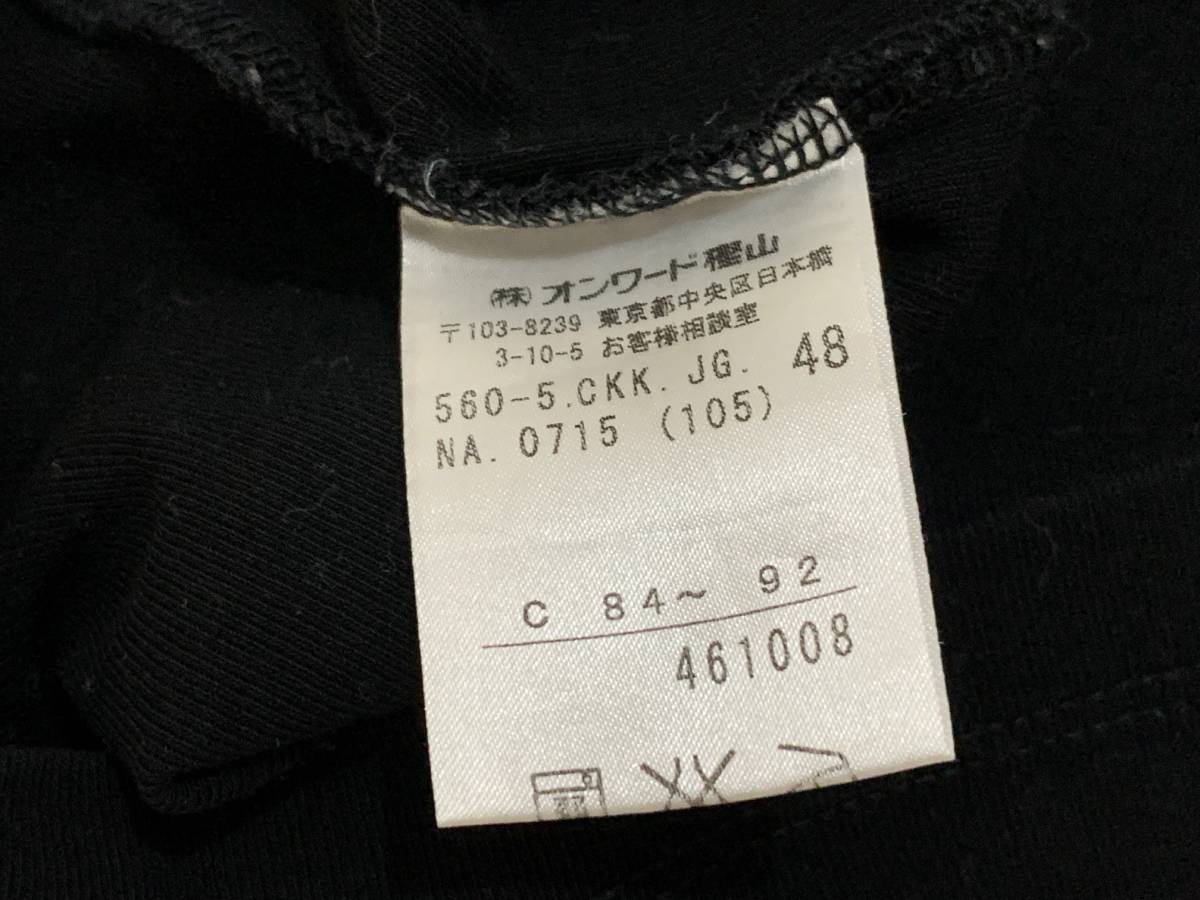 ㈱ オンワード樫山
〒103-8239 東京都中央区日本橋
3-10-5 お客様相談室
560-5.CKK.JG. 48
NA. 0715 (105)
C 84~ 92
461008